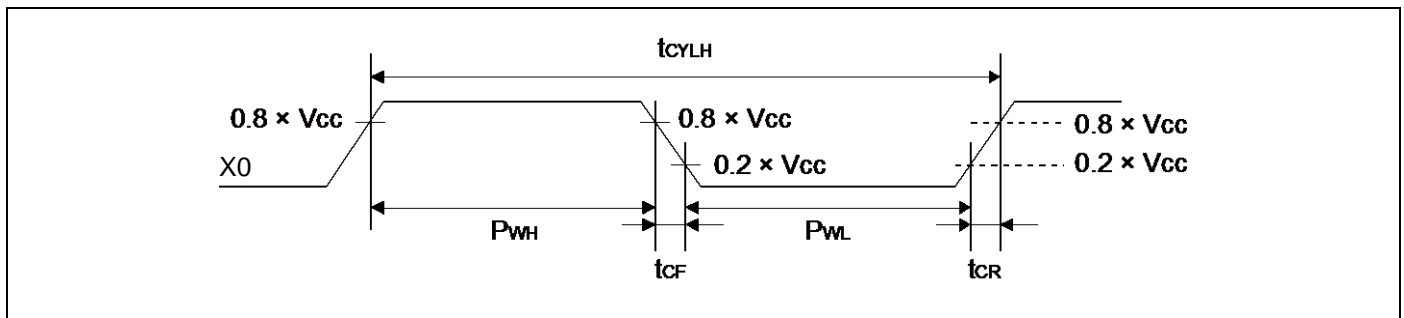 tCYLH
0.8 × Vcc
0.8 × Vcc
0.8 × Vcc
X0
0.2 × Vcc
0.2 × Vcc
PWH
PWL
tCF
tCR